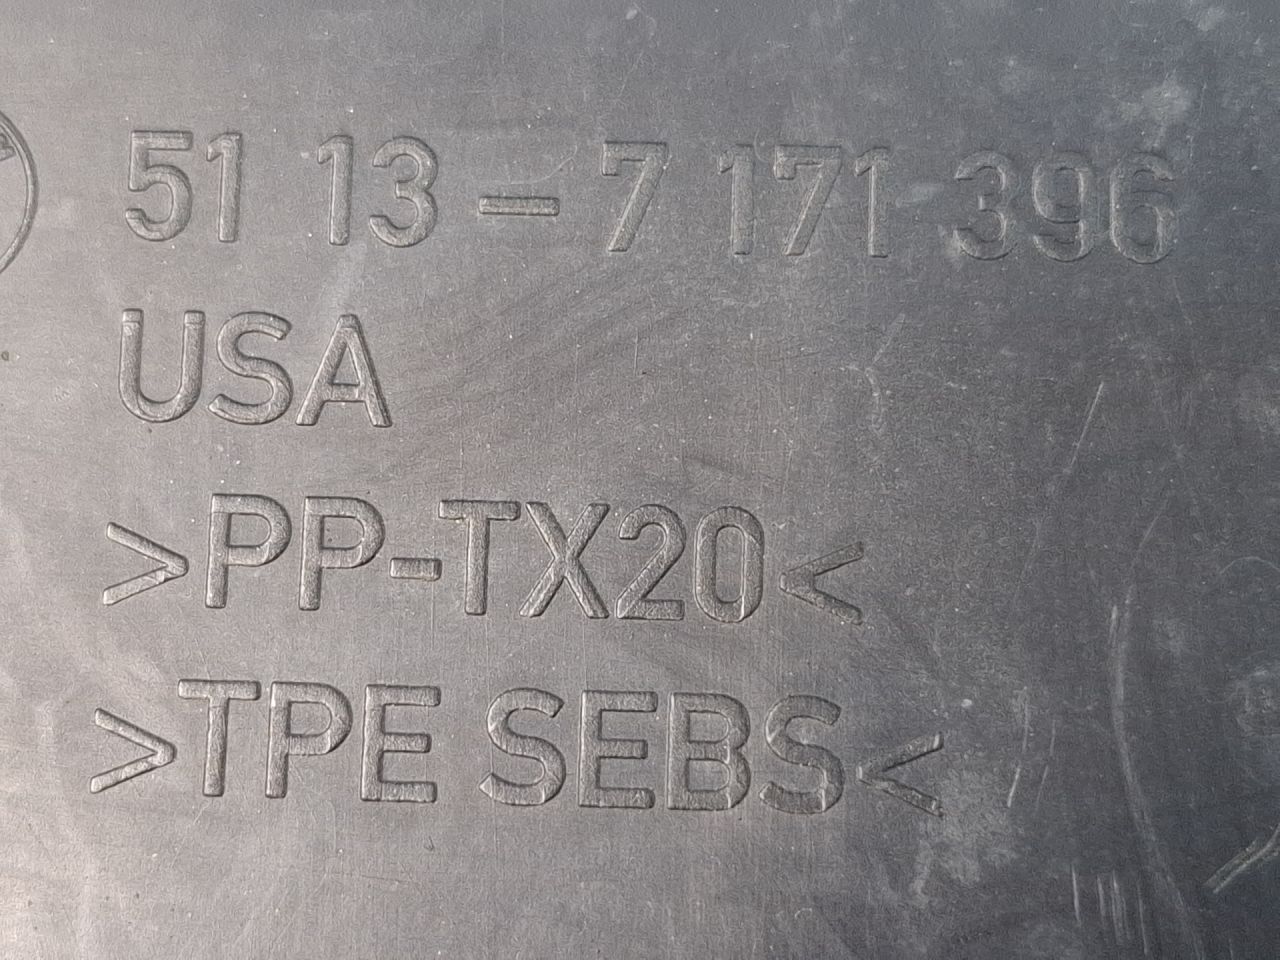 51 13-7 171 396
USA
>PP-TX20<
>TPE SEBS<